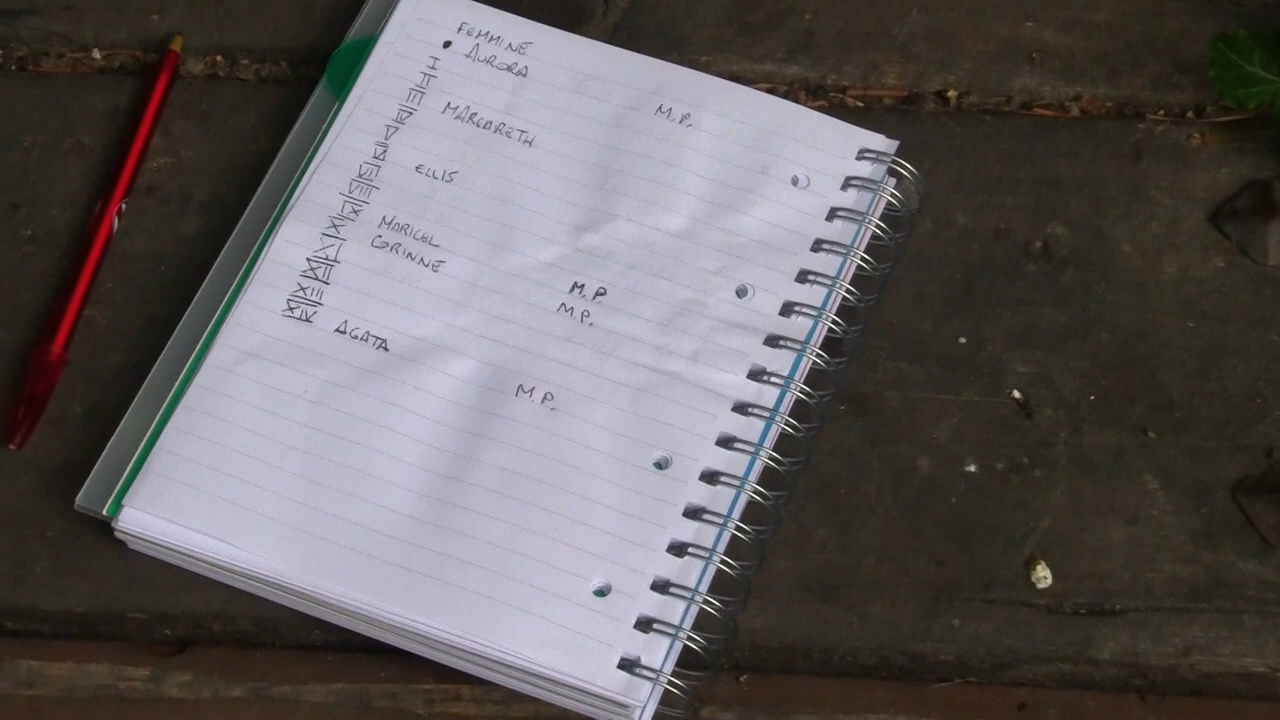 FEMMINE
• AURORA M.P.
I
II
III MARGARETH
IV
V
VI ELLIS
VII
VIII
IX MARICEL M.P.
X GRINNE M.P.
XI
XII
XIII
XIV AGATA M.P.